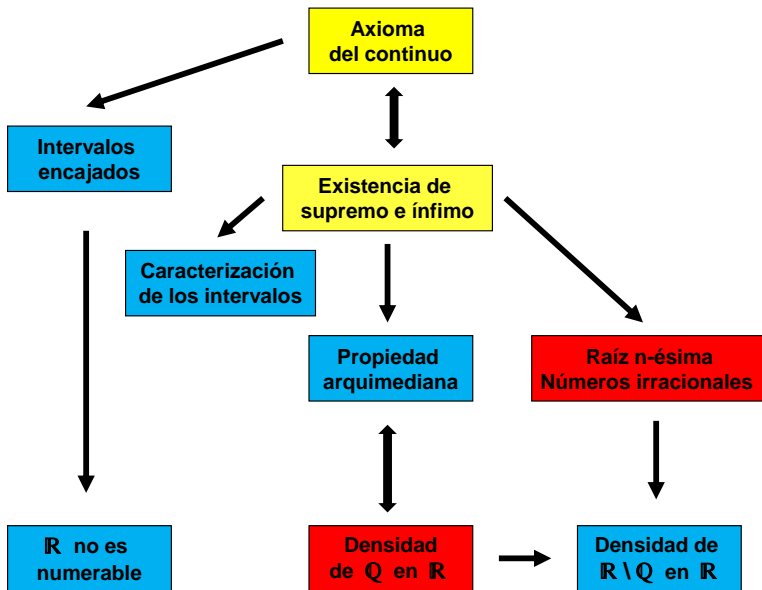 Axioma
del continuo
Intervalos
encajados
Existencia de
supremo e ínfimo
Caracterización
de los intervalos
Propiedad
arquimediana
Raíz n-ésima
Números irracionales
ℝ no es
numerable
Densidad
de ℚ en ℝ
Densidad de
ℝ \ ℚ en ℝ